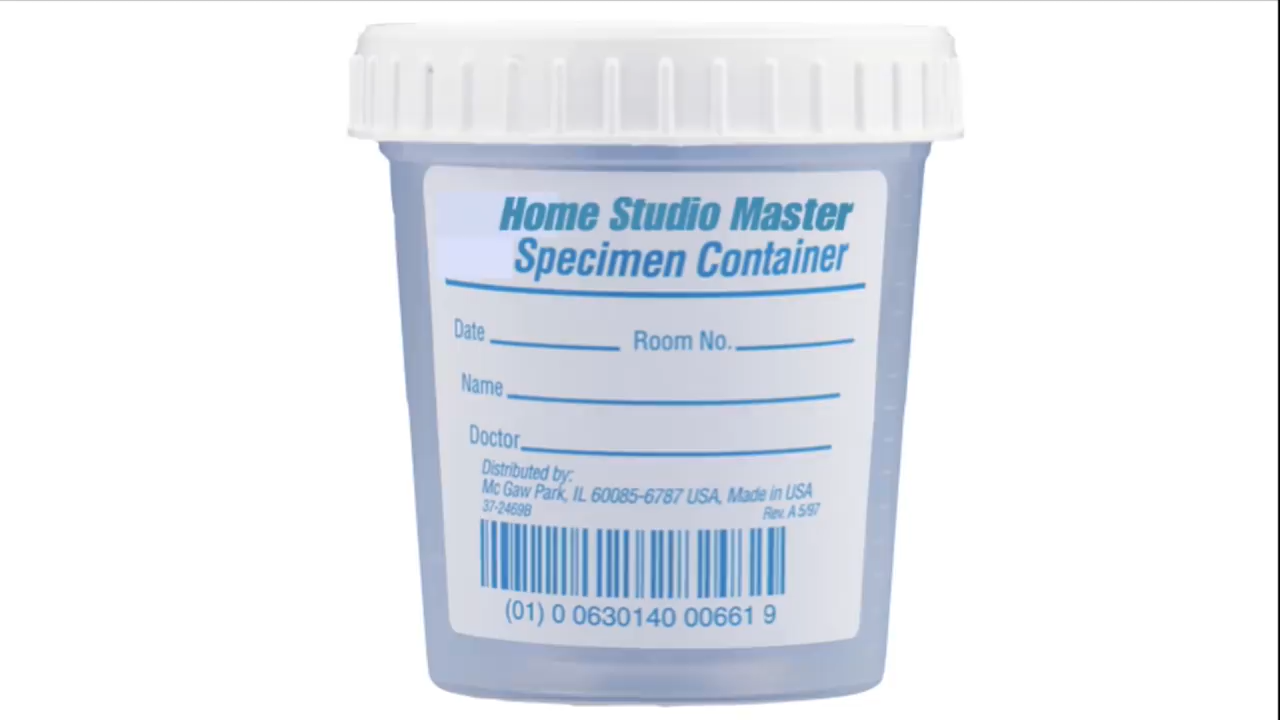 Home Studio Master
Specimen Container
Date Room No.
Name
Doctor
Distributed by:
Mc Gaw Park, IL 60085-6787 USA, Made in USA
37-2469B Rev. A 5/97
(01) 0 0630140 00661 9